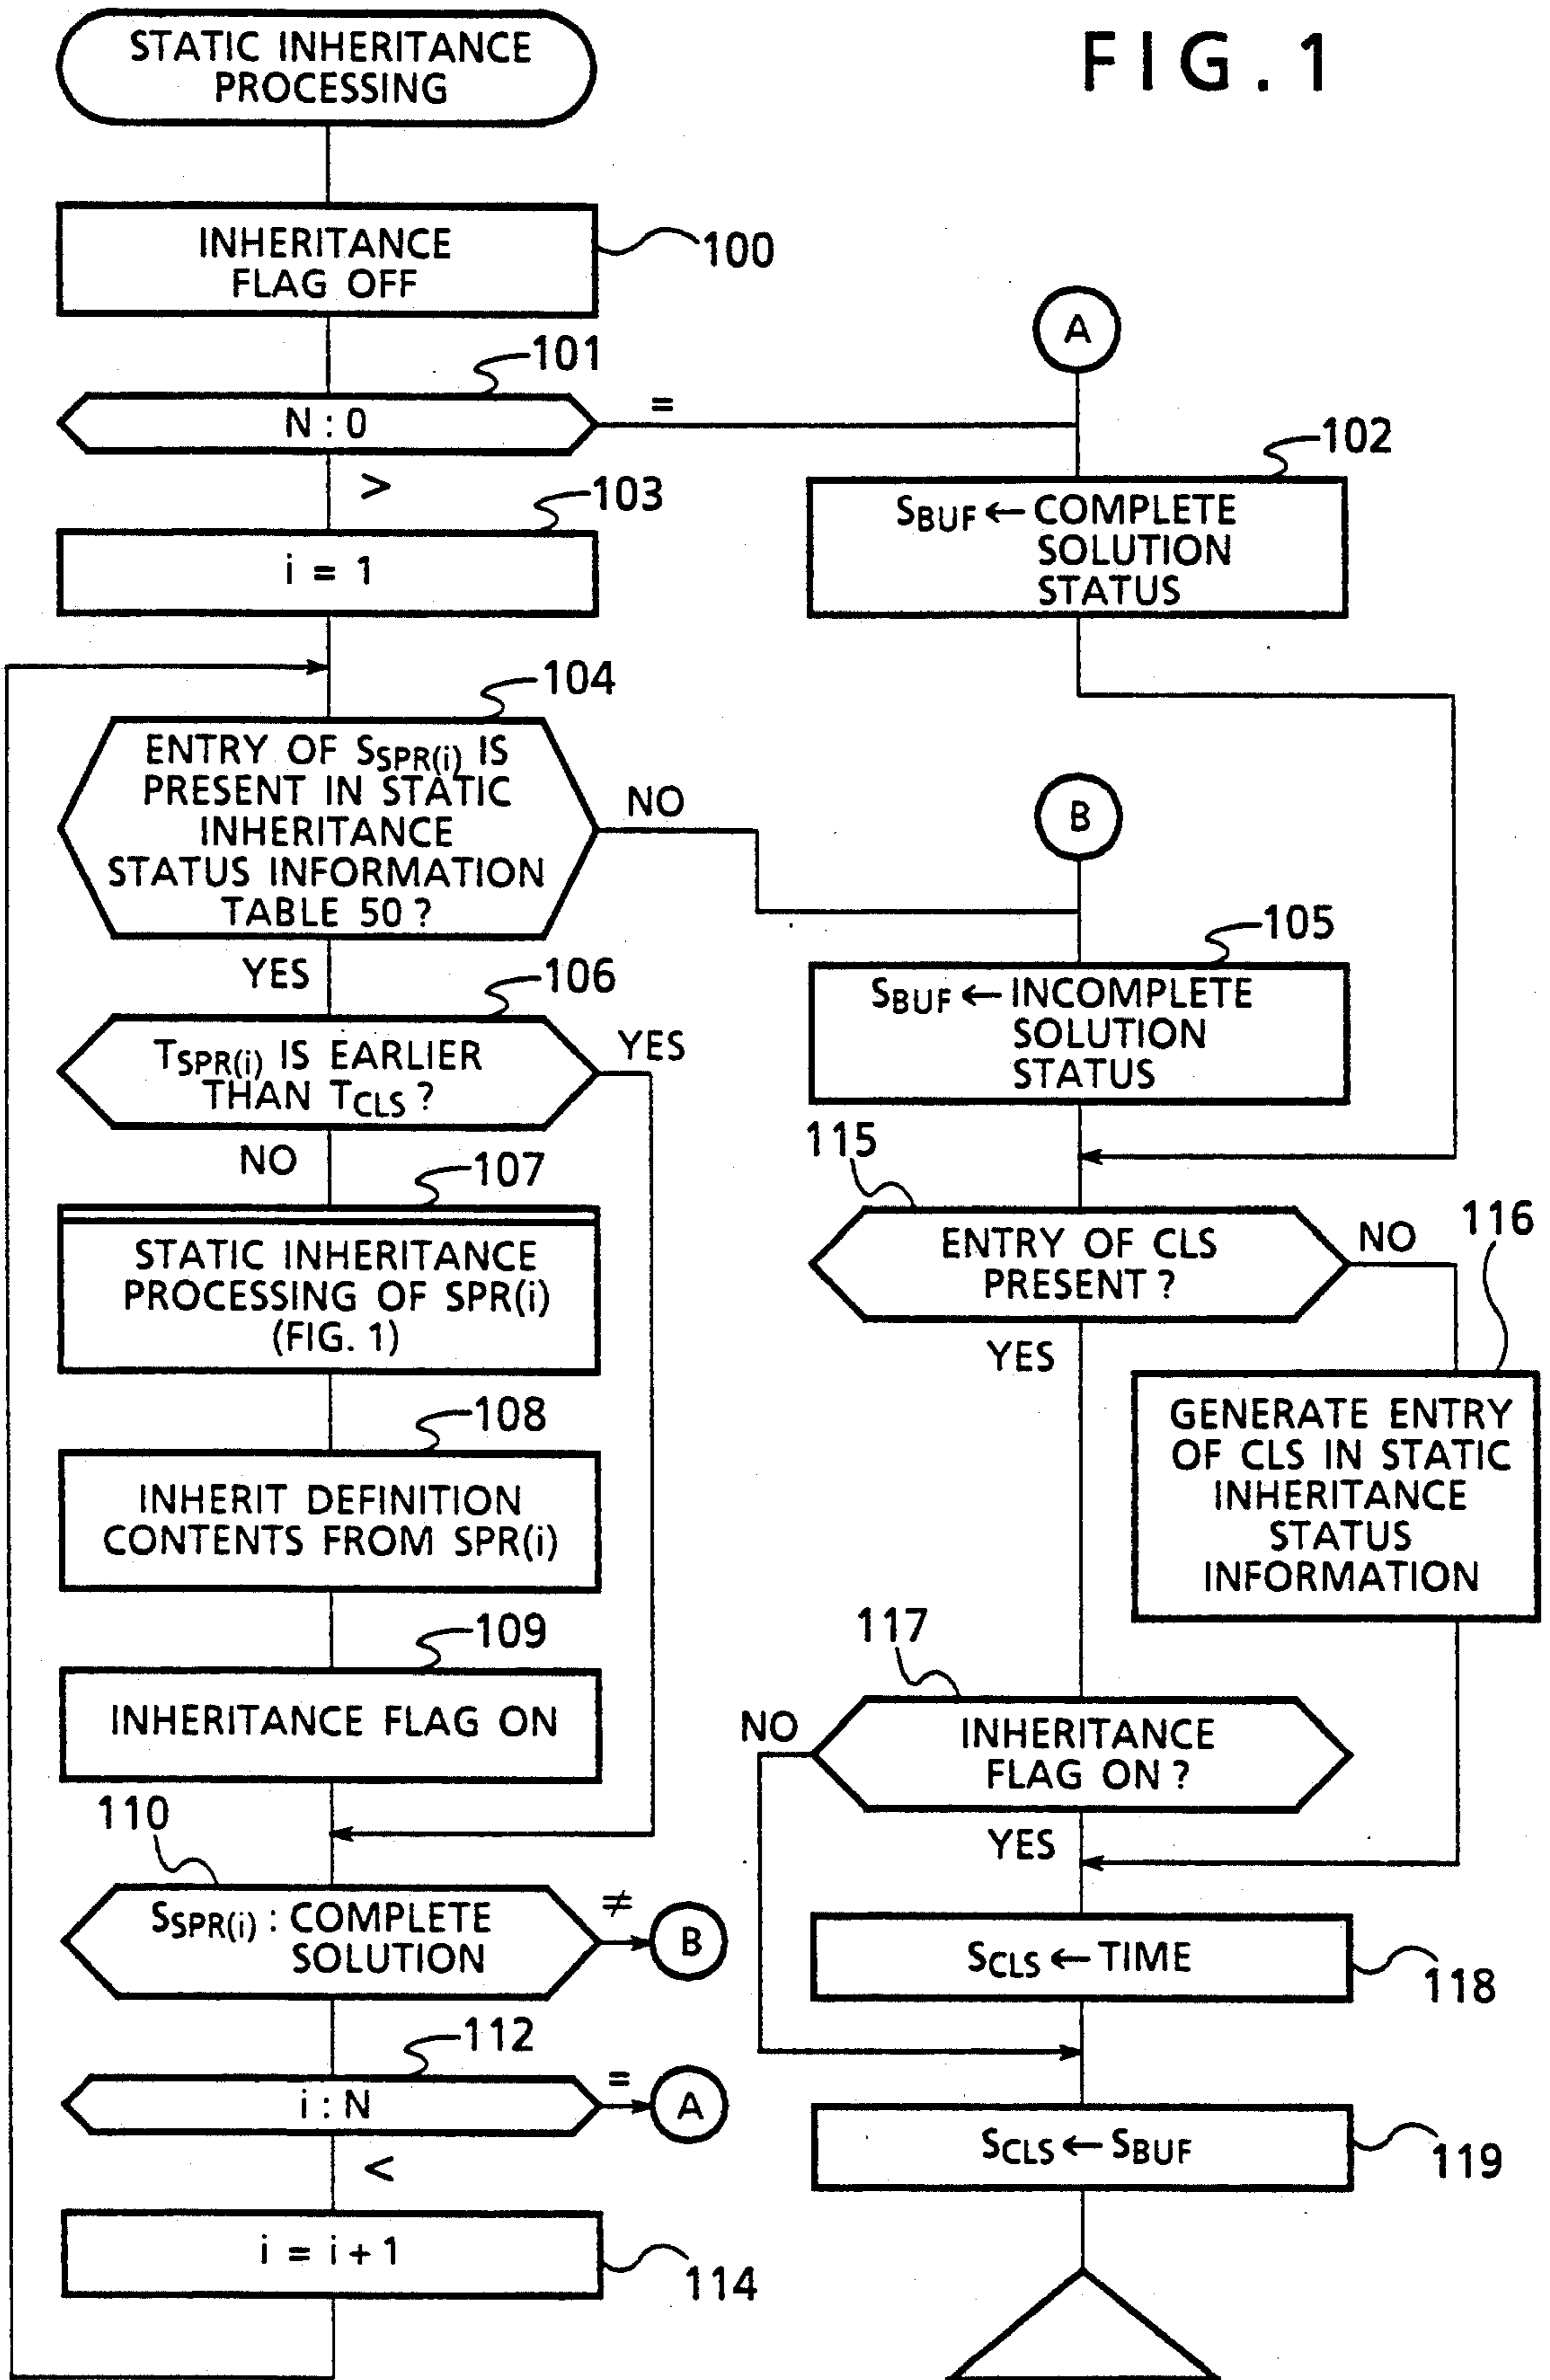 FIG. 1
STATIC INHERITANCE
PROCESSING
INHERITANCE
FLAG OFF
100
101
N : 0
=
>
103
i = 1
104
ENTRY OF SSPR(i) IS
PRESENT IN STATIC
INHERITANCE
STATUS INFORMATION
TABLE 50 ?
NO
YES
106
TSPR(i) IS EARLIER
THAN TCLS ?
YES
NO
107
STATIC INHERITANCE
PROCESSING OF SPR(i)
(FIG. 1)
108
INHERIT DEFINITION
CONTENTS FROM SPR(i)
109
INHERITANCE FLAG ON
110
SSPR(i) : COMPLETE
SOLUTION
≠
B
112
i : N
=
A
<
i = i + 1
114
A
102
SBUF ← COMPLETE
SOLUTION
STATUS
B
105
SBUF ← INCOMPLETE
SOLUTION
STATUS
115
ENTRY OF CLS
PRESENT ?
NO
YES
116
GENERATE ENTRY
OF CLS IN STATIC
INHERITANCE
STATUS
INFORMATION
117
INHERITANCE
FLAG ON ?
NO
YES
SCLS ← TIME
118
SCLS ← SBUF
119